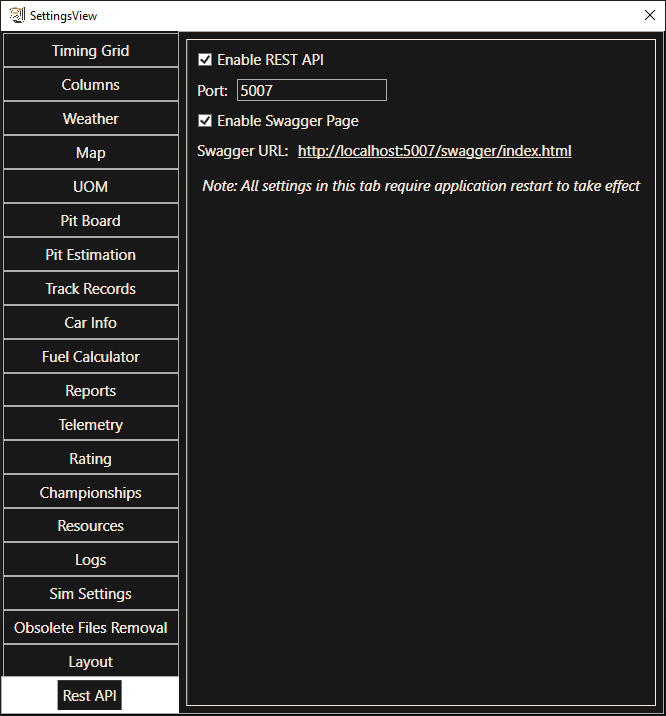 SettingsView
Timing Grid
Columns
Weather
Map
UOM
Pit Board
Pit Estimation
Track Records
Car Info
Fuel Calculator
Reports
Telemetry
Rating
Championships
Resources
Logs
Sim Settings
Obsolete Files Removal
Layout
Rest API
Enable REST API
Port: 5007
Enable Swagger Page
Swagger URL: http://localhost:5007/swagger/index.html
Note: All settings in this tab require application restart to take effect